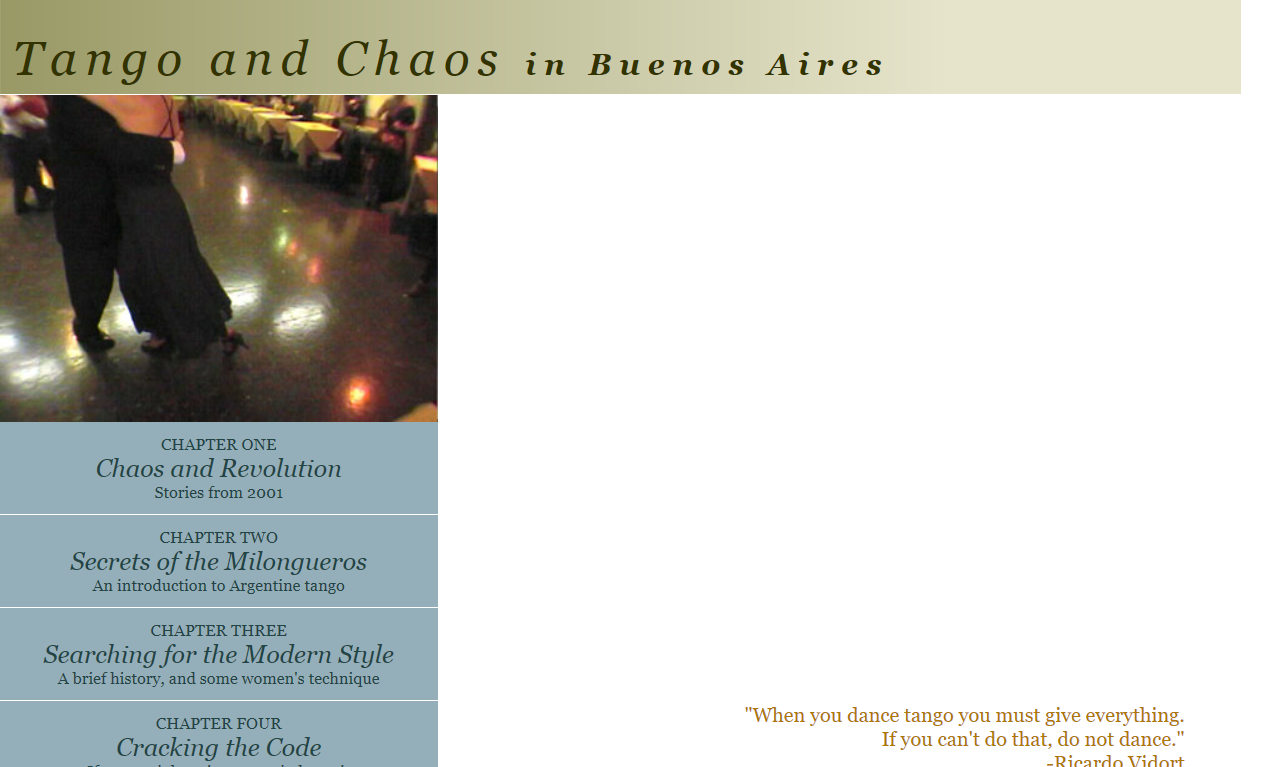 Tango and Chaos in Buenos Aires
CHAPTER ONE
Chaos and Revolution
Stories from 2001
CHAPTER TWO
Secrets of the Milongueros
An introduction to Argentine tango
CHAPTER THREE
Searching for the Modern Style
A brief history, and some women's technique
CHAPTER FOUR
Cracking the Code
"When you dance tango you must give everything.
If you can't do that, do not dance."
-Ricardo Vidort